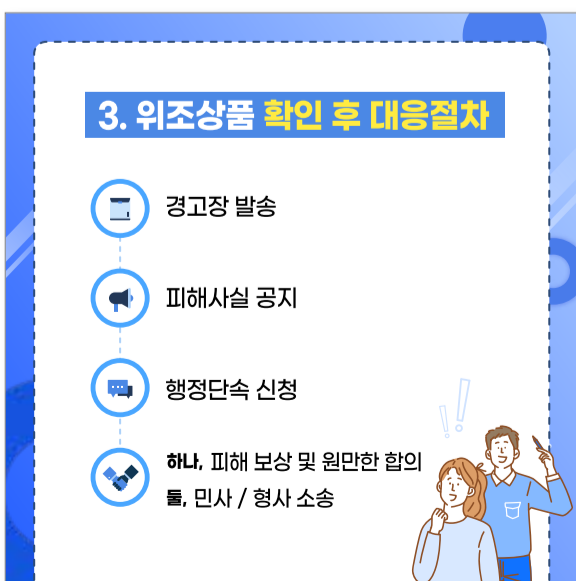 3. 위조상품 확인 후 대응절차
경고장 발송
피해사실 공지
행정단속 신청
하나, 피해 보상 및 원만한 합의
둘, 민사 / 형사 소송